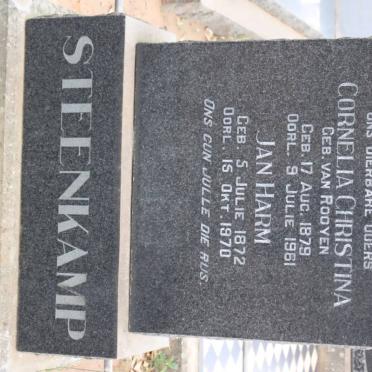 ONS DIERBARE OUERS
CORNELIA CHRISTINA
GEB. VAN ROOYEN
GEB. 17 AUG. 1879
OORL. 9 JULIE 1961
JAN HARM
GEB. 5 JULIE 1872
OORL. 15 OKT. 1970
ONS GUN JULLE DIE RUS
STEENKAMP